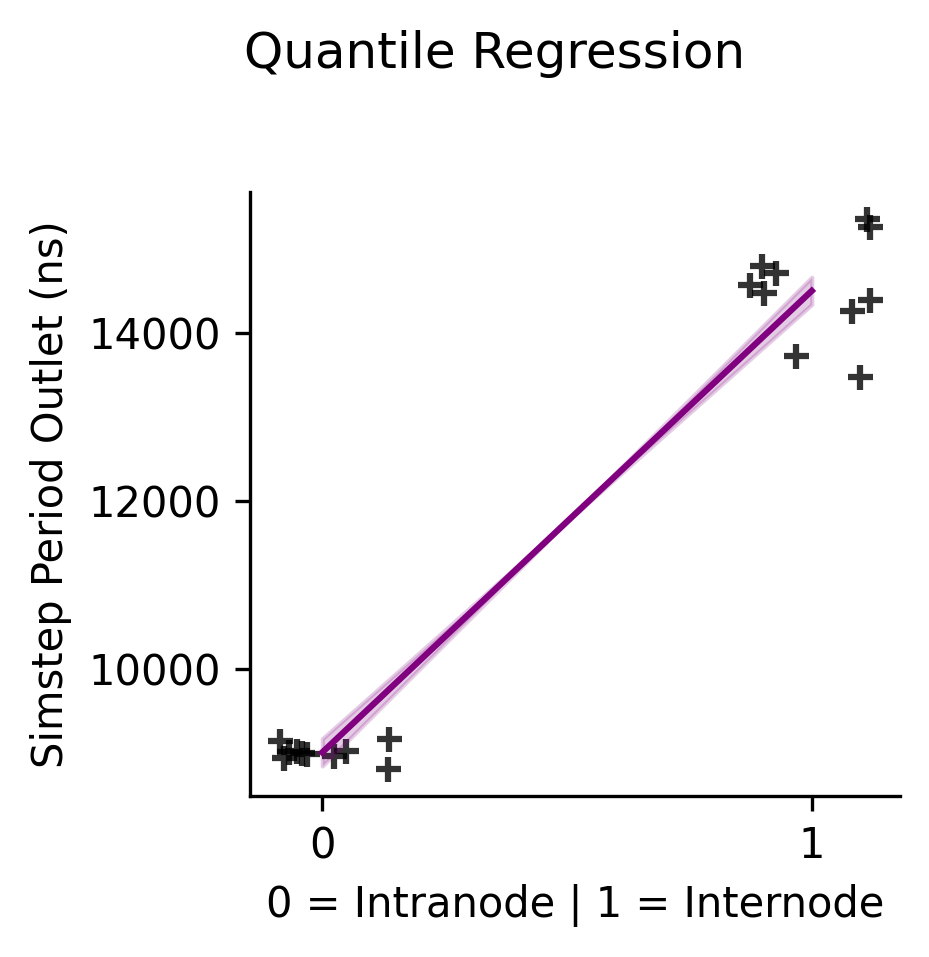 Quantile Regression
Simstep Period Outlet (ns)
14000
12000
10000
0 1
0 = Intranode | 1 = Internode